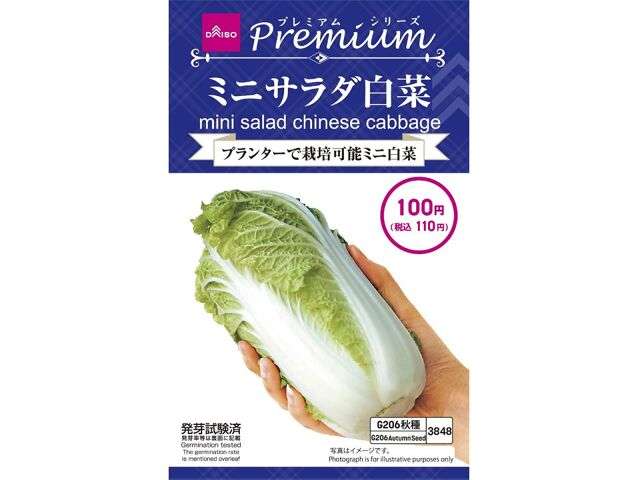 プレミアム シリーズ
DAISO
Premium
ミニサラダ白菜
mini salad chinese cabbage
プランターで栽培可能ミニ白菜
100円
(税込 110円)
発芽試験済
発芽率等は裏面に記載
Germination tested
The germination rate
is mentioned overleaf
G206秋種
G206AutumnSeed
3848
写真はイメージです。
Photograph is for illustrative purposes only